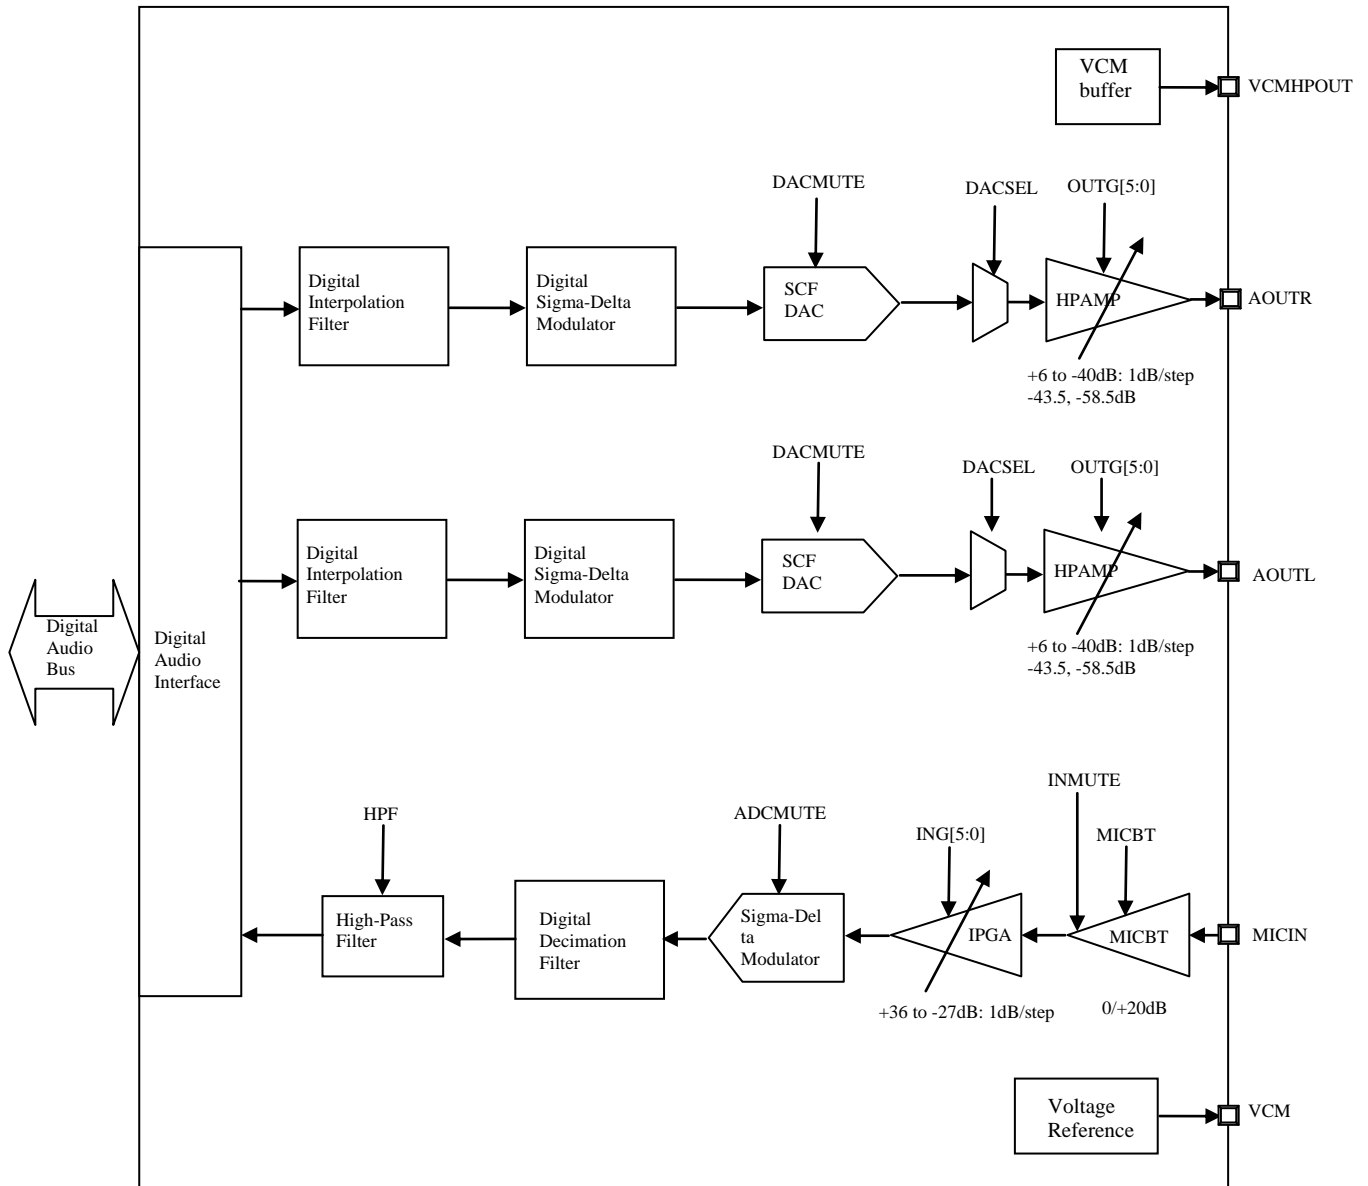 VCM
buffer
VCMHPOUT
DACMUTE
DACSEL
OUTG[5:0]
Digital
Interpolation
Filter
Digital
Sigma-Delta
Modulator
SCF
DAC
HPAMP
AOUTR
+6 to -40dB: 1dB/step
-43.5, -58.5dB
DACMUTE
DACSEL
OUTG[5:0]
Digital
Interpolation
Filter
Digital
Sigma-Delta
Modulator
SCF
DAC
HPAMP
AOUTL
+6 to -40dB: 1dB/step
-43.5, -58.5dB
Digital
Audio
Bus
Digital
Audio
Interface
HPF
ADCMUTE
ING[5:0]
INMUTE
MICBT
High-Pass
Filter
Digital
Decimation
Filter
Sigma-Del
ta
Modulator
IPGA
MICBT
MICIN
+36 to -27dB: 1dB/step
0/+20dB
Voltage
Reference
VCM